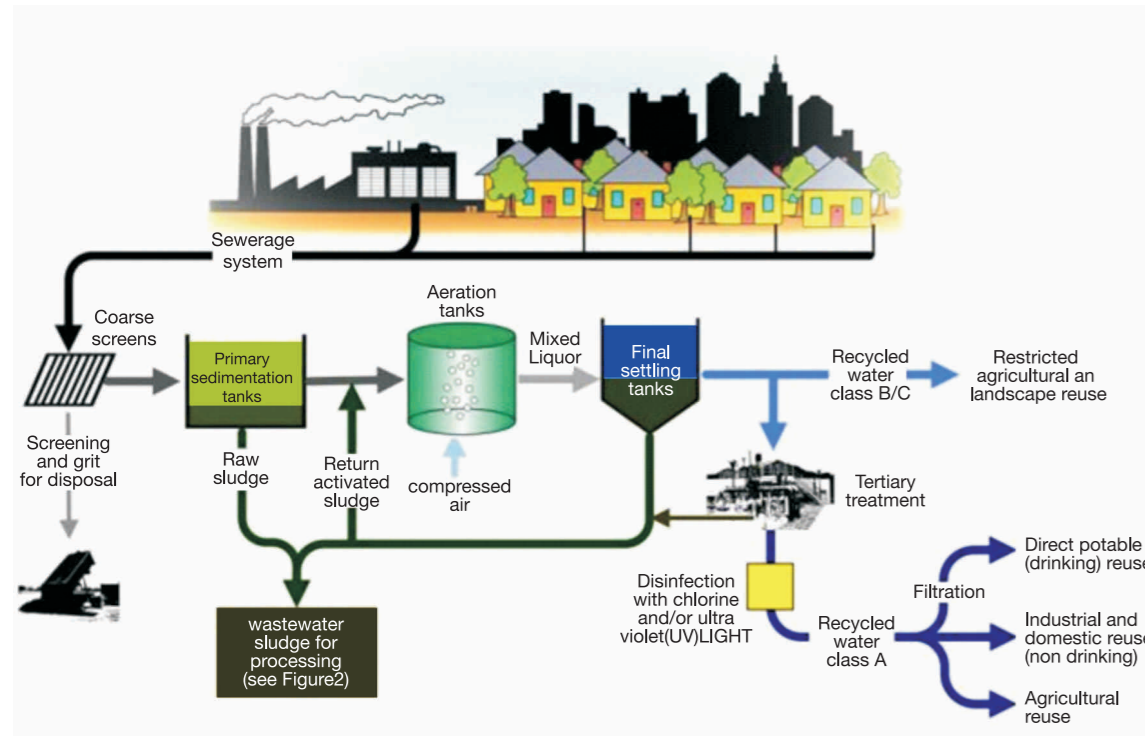 Sewerage
system
Coarse
screens
Screening
and grit
for disposal
Primary
sedimentation
tanks
Raw
sludge
Return
activated
sludge
Aeration
tanks
compressed
air
Mixed
Liquor
Final
settling
tanks
Recycled
water
class B/C
Restricted
agricultural an
landscape reuse
Tertiary
treatment
wastewater
sludge for
processing
(see Figure2)
Disinfection
with chlorine
and/or ultra
violet(UV)LIGHT
Recycled
water
class A
Filtration
Direct potable
(drinking) reuse
Industrial and
domestic reuse
(non drinking)
Agricultural
reuse